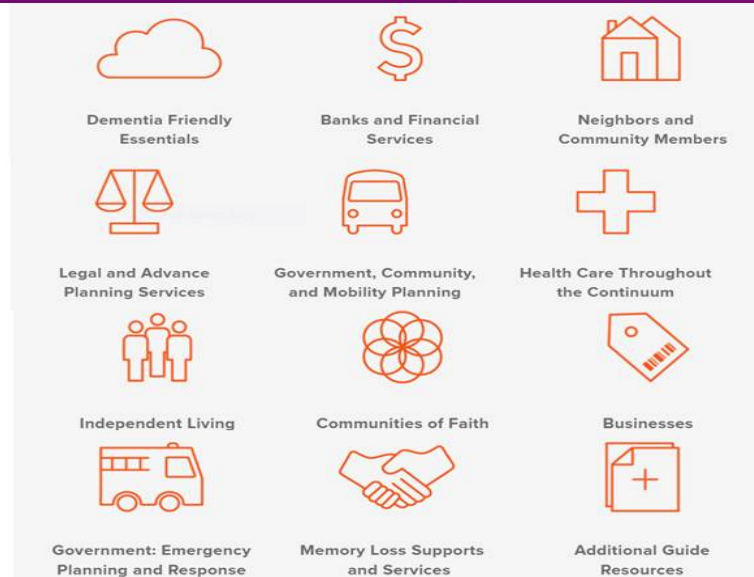 Dementia Friendly
Essentials
Banks and Financial
Services
Neighbors and
Community Members
Legal and Advance
Planning Services
Government, Community,
and Mobility Planning
Health Care Throughout
the Continuum
Independent Living
Communities of Faith
Businesses
Government: Emergency
Planning and Response
Memory Loss Supports
and Services
Additional Guide
Resources